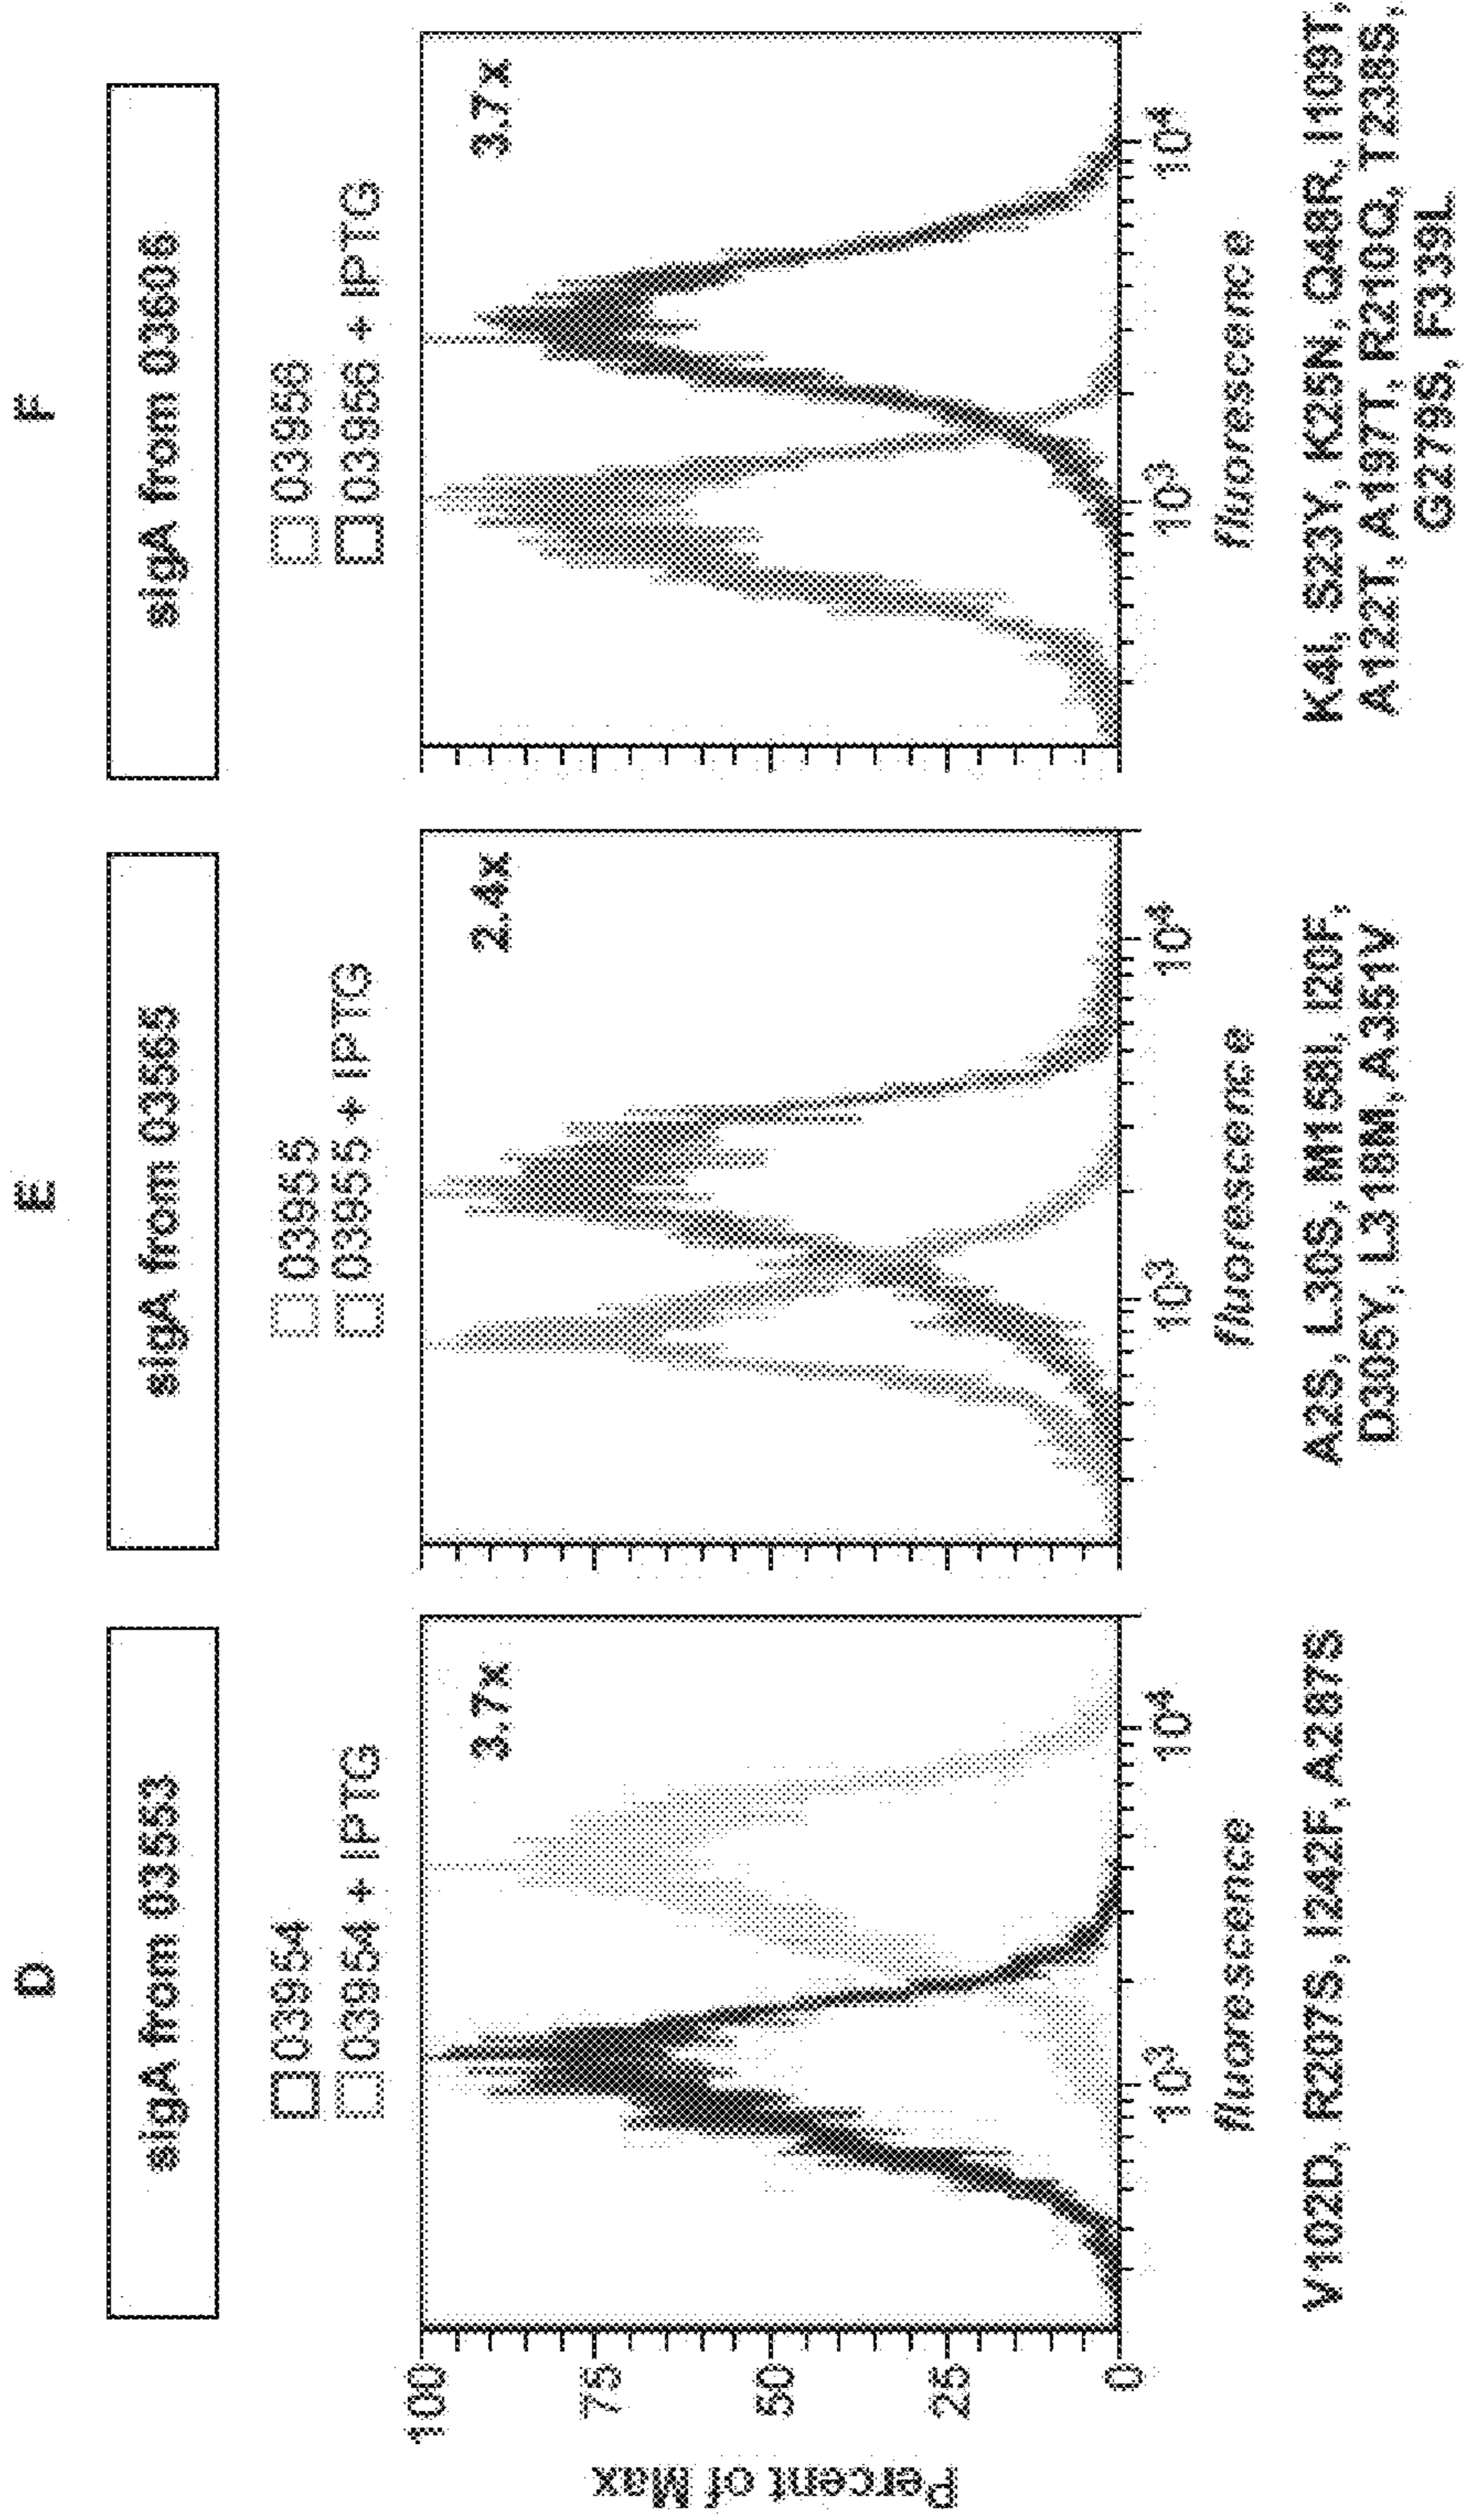 D
sigA from 03553
03954
03954 + IPTG
3.7x
Percent of Max
100
75
50
25
0
10³
10⁴
fluorescence
V102D, R207S, I242F, A287S
E
sigA from 03565
03955
03955 + IPTG
2.4x
10³
10⁴
fluorescence
A2S, L30S, M158I, I20F,
D305Y, L318M, A351V
F
sigA from 03606
03956
03956 + IPTG
3.7x
10³
10⁴
fluorescence
K4I, S23Y, K25N, Q48R, I109T,
A122T, A197T, R210Q, T238S,
G279S, F339L